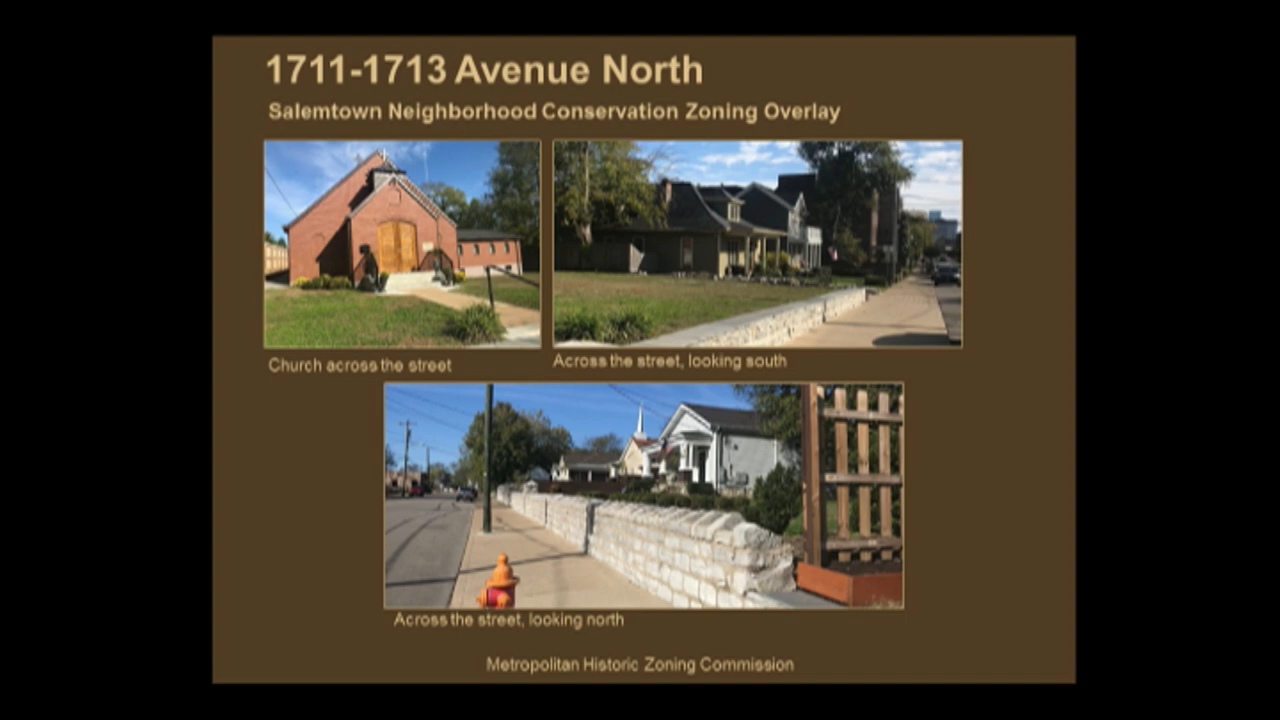 1711-1713 Avenue North
Salemtown Neighborhood Conservation Zoning Overlay
Church across the street
Across the street, looking south
Across the street, looking north
Metropolitan Historic Zoning Commission